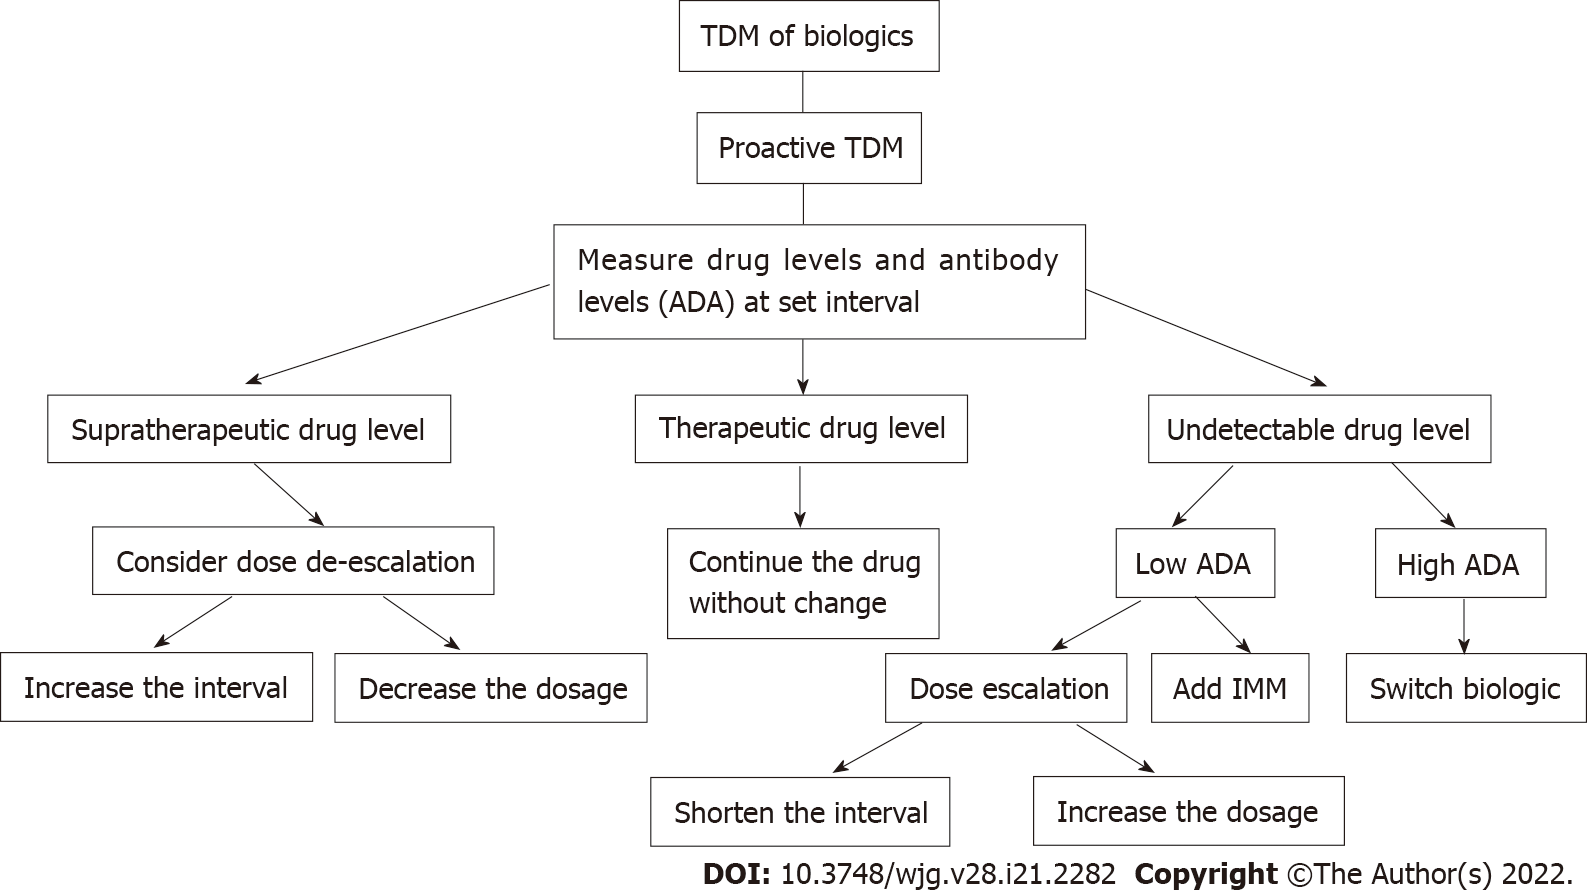 TDM of biologics
Proactive TDM
Measure drug levels and antibody
levels (ADA) at set interval
Supratherapeutic drug level
Therapeutic drug level
Undetectable drug level
Consider dose de-escalation
Continue the drug
without change
Low ADA
High ADA
Increase the interval
Decrease the dosage
Dose escalation
Add IMM
Switch biologic
Shorten the interval
Increase the dosage
DOI: 10.3748/wjg.v28.i21.2282 Copyright ©The Author(s) 2022.